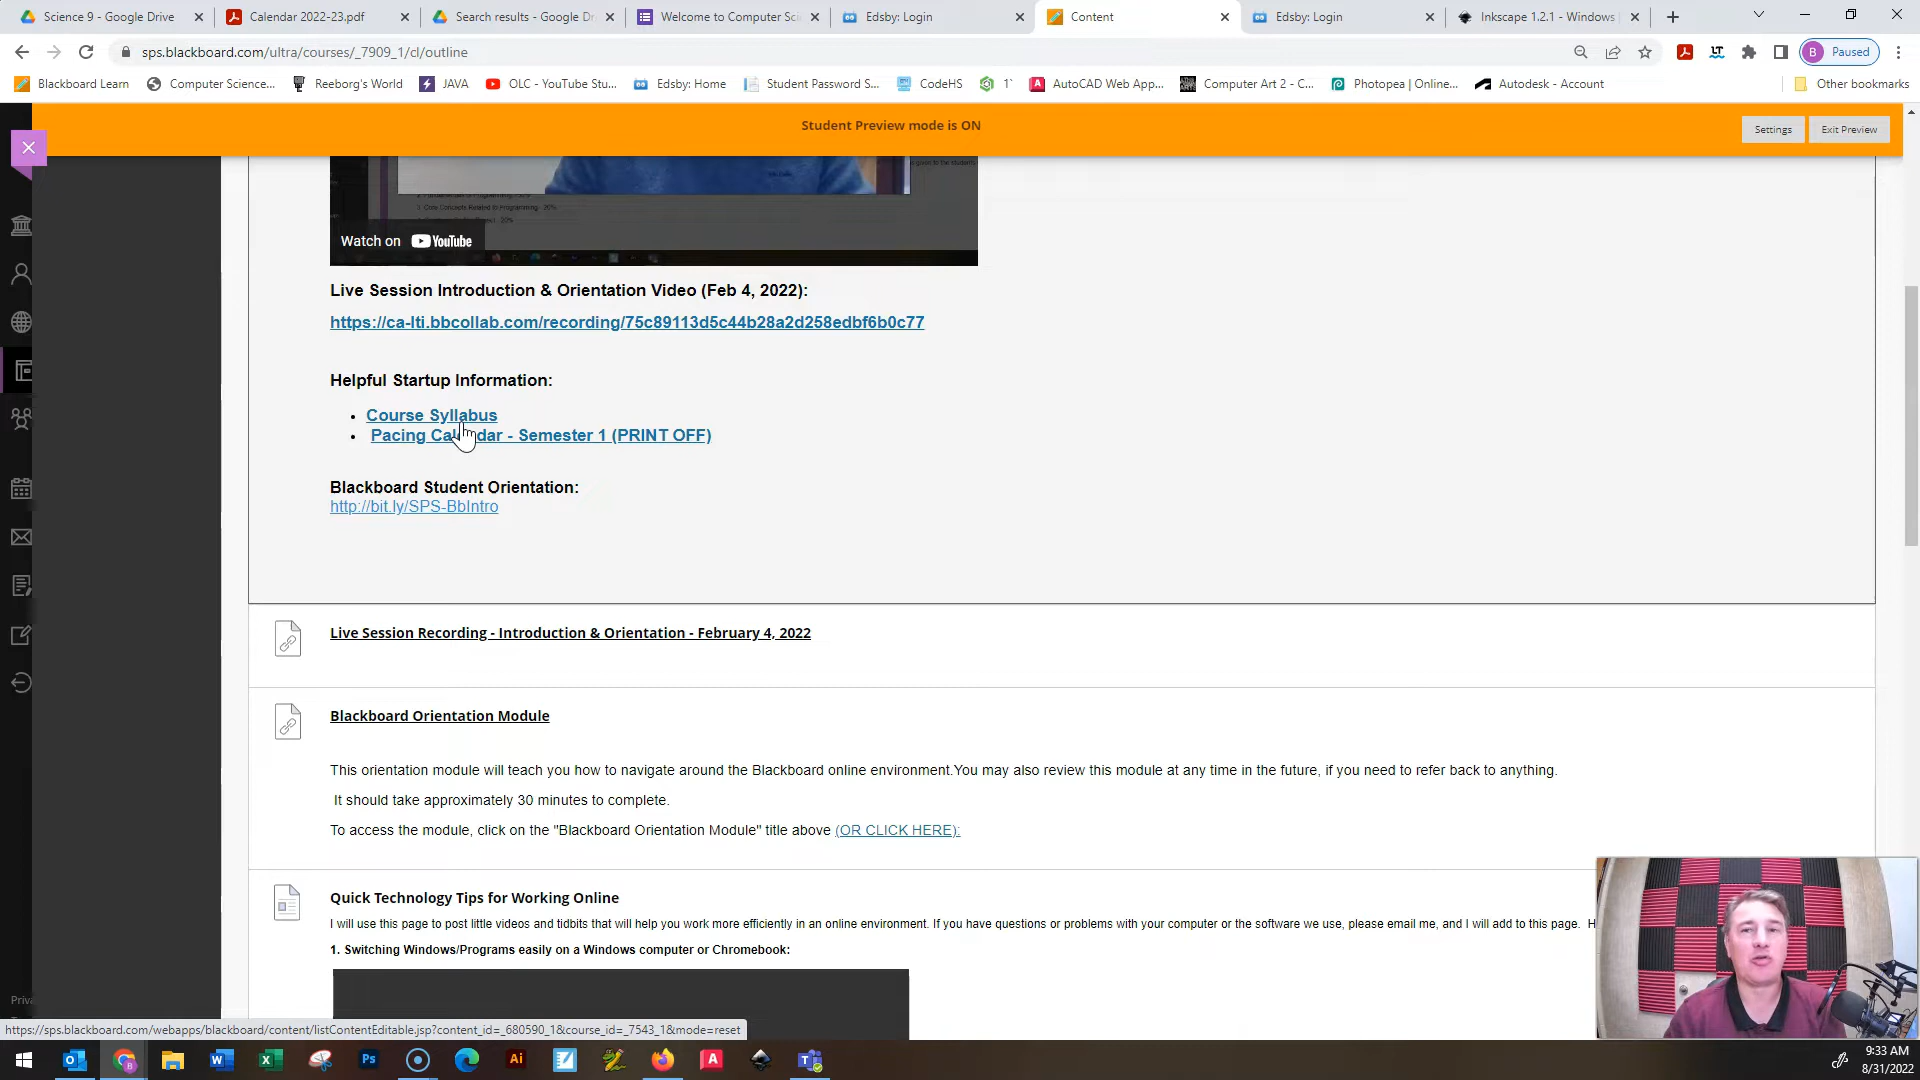 Science 9 - Google Drive
Calendar 2022-23.pdf
Search results - Google Dr
Welcome to Computer Sci
Edsby: Login
Content
Edsby: Login
Inkscape 1.2.1 - Windows
sps.blackboard.com/ultra/courses/_7909_1/cl/outline
B Paused
Blackboard Learn
Computer Science...
Reeborg's World
JAVA
OLC - YouTube Stu...
Edsby: Home
Student Password S...
CodeHS
1`
AutoCAD Web App...
Computer Art 2 - C...
Photopea | Online...
Autodesk - Account
Other bookmarks
Student Preview mode is ON
Settings
Exit Preview
Core Concepts Related to Programming - 20%
Watch on YouTube
Live Session Introduction & Orientation Video (Feb 4, 2022):
https://ca-lti.bbcollab.com/recording/75c89113d5c44b28a2d258edbf6b0c77
Helpful Startup Information:
• Course Syllabus
• Pacing Calendar - Semester 1 (PRINT OFF)
Blackboard Student Orientation:
http://bit.ly/SPS-BbIntro
Live Session Recording - Introduction & Orientation - February 4, 2022
Blackboard Orientation Module
This orientation module will teach you how to navigate around the Blackboard online environment.You may also review this module at any time in the future, if you need to refer back to anything.
It should take approximately 30 minutes to complete.
To access the module, click on the "Blackboard Orientation Module" title above (OR CLICK HERE):
Quick Technology Tips for Working Online
I will use this page to post little videos and tidbits that will help you work more efficiently in an online environment. If you have questions or problems with your computer or the software we use, please email me, and I will add to this page. H
1. Switching Windows/Programs easily on a Windows computer or Chromebook:
Priva
https://sps.blackboard.com/webapps/blackboard/content/listContentEditable.jsp?content_id=_680590_1&course_id=_7543_1&mode=reset
9:33 AM
8/31/2022